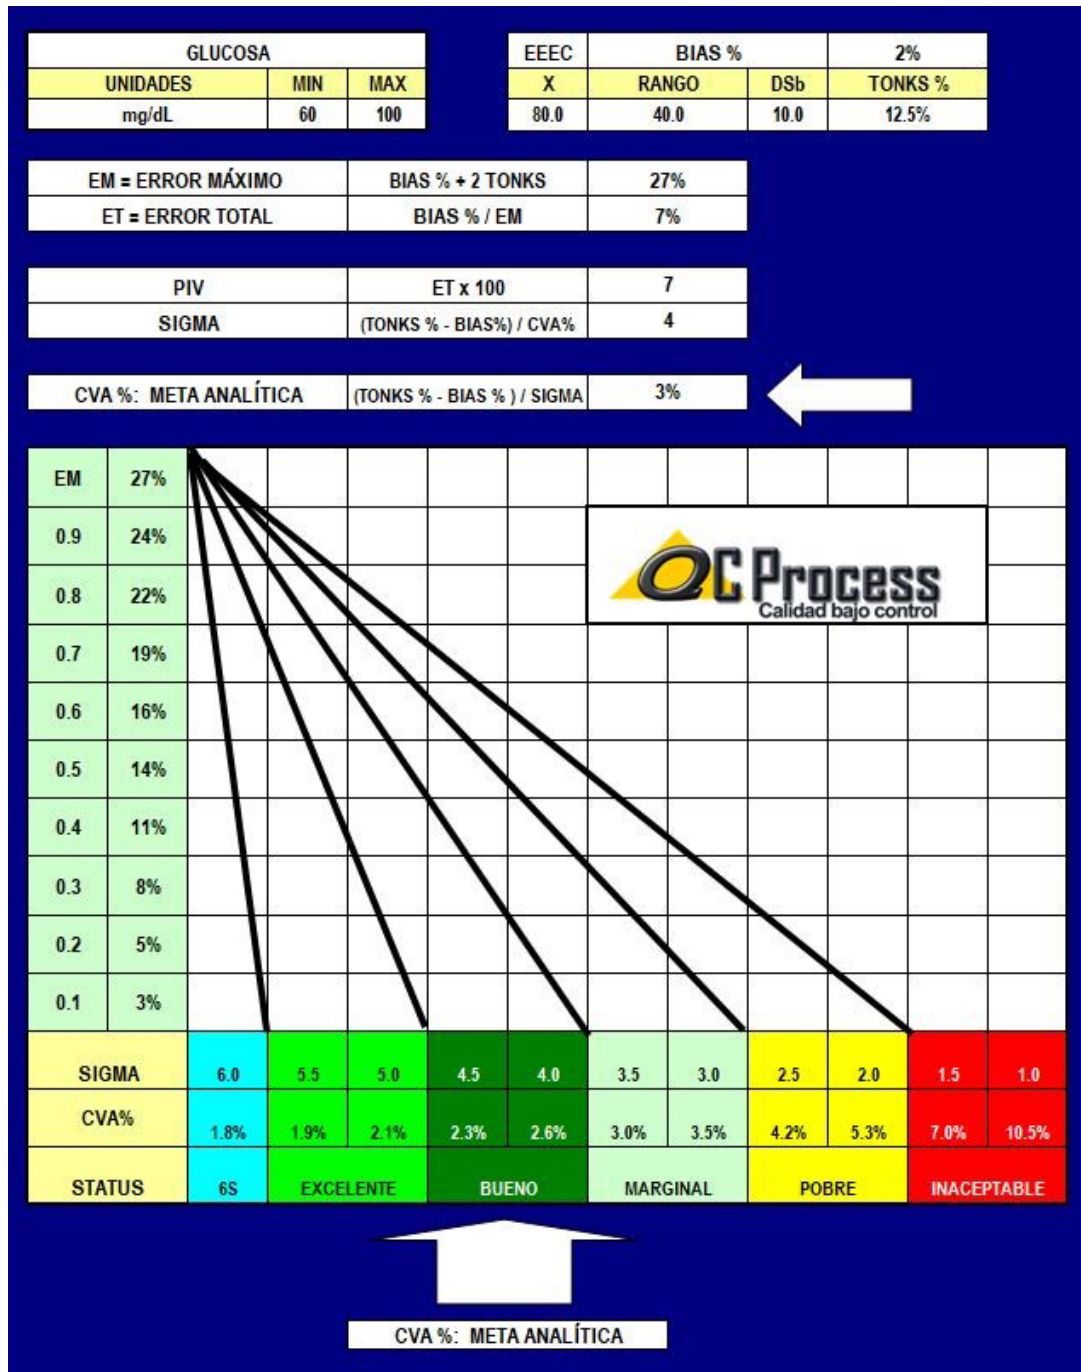 GLUCOSA EEEC BIAS % 2%
UNIDADES MIN MAX X RANGO DSb TONKS %
mg/dL 60 100 80.0 40.0 10.0 12.5%
EM = ERROR MÁXIMO BIAS % + 2 TONKS 27%
ET = ERROR TOTAL BIAS % / EM 7%
PIV ET x 100 7
SIGMA (TONKS % - BIAS%) / CVA% 4
CVA %: META ANALÍTICA (TONKS % - BIAS % ) / SIGMA 3%
EM 27%
0.9 24%
QC Process
Calidad bajo control
0.8 22%
0.7 19%
0.6 16%
0.5 14%
0.4 11%
0.3 8%
0.2 5%
0.1 3%
SIGMA 6.0 5.5 5.0 4.5 4.0 3.5 3.0 2.5 2.0 1.5 1.0
CVA% 1.8% 1.9% 2.1% 2.3% 2.6% 3.0% 3.5% 4.2% 5.3% 7.0% 10.5%
STATUS 6S EXCELENTE BUENO MARGINAL POBRE INACEPTABLE
CVA %: META ANALÍTICA